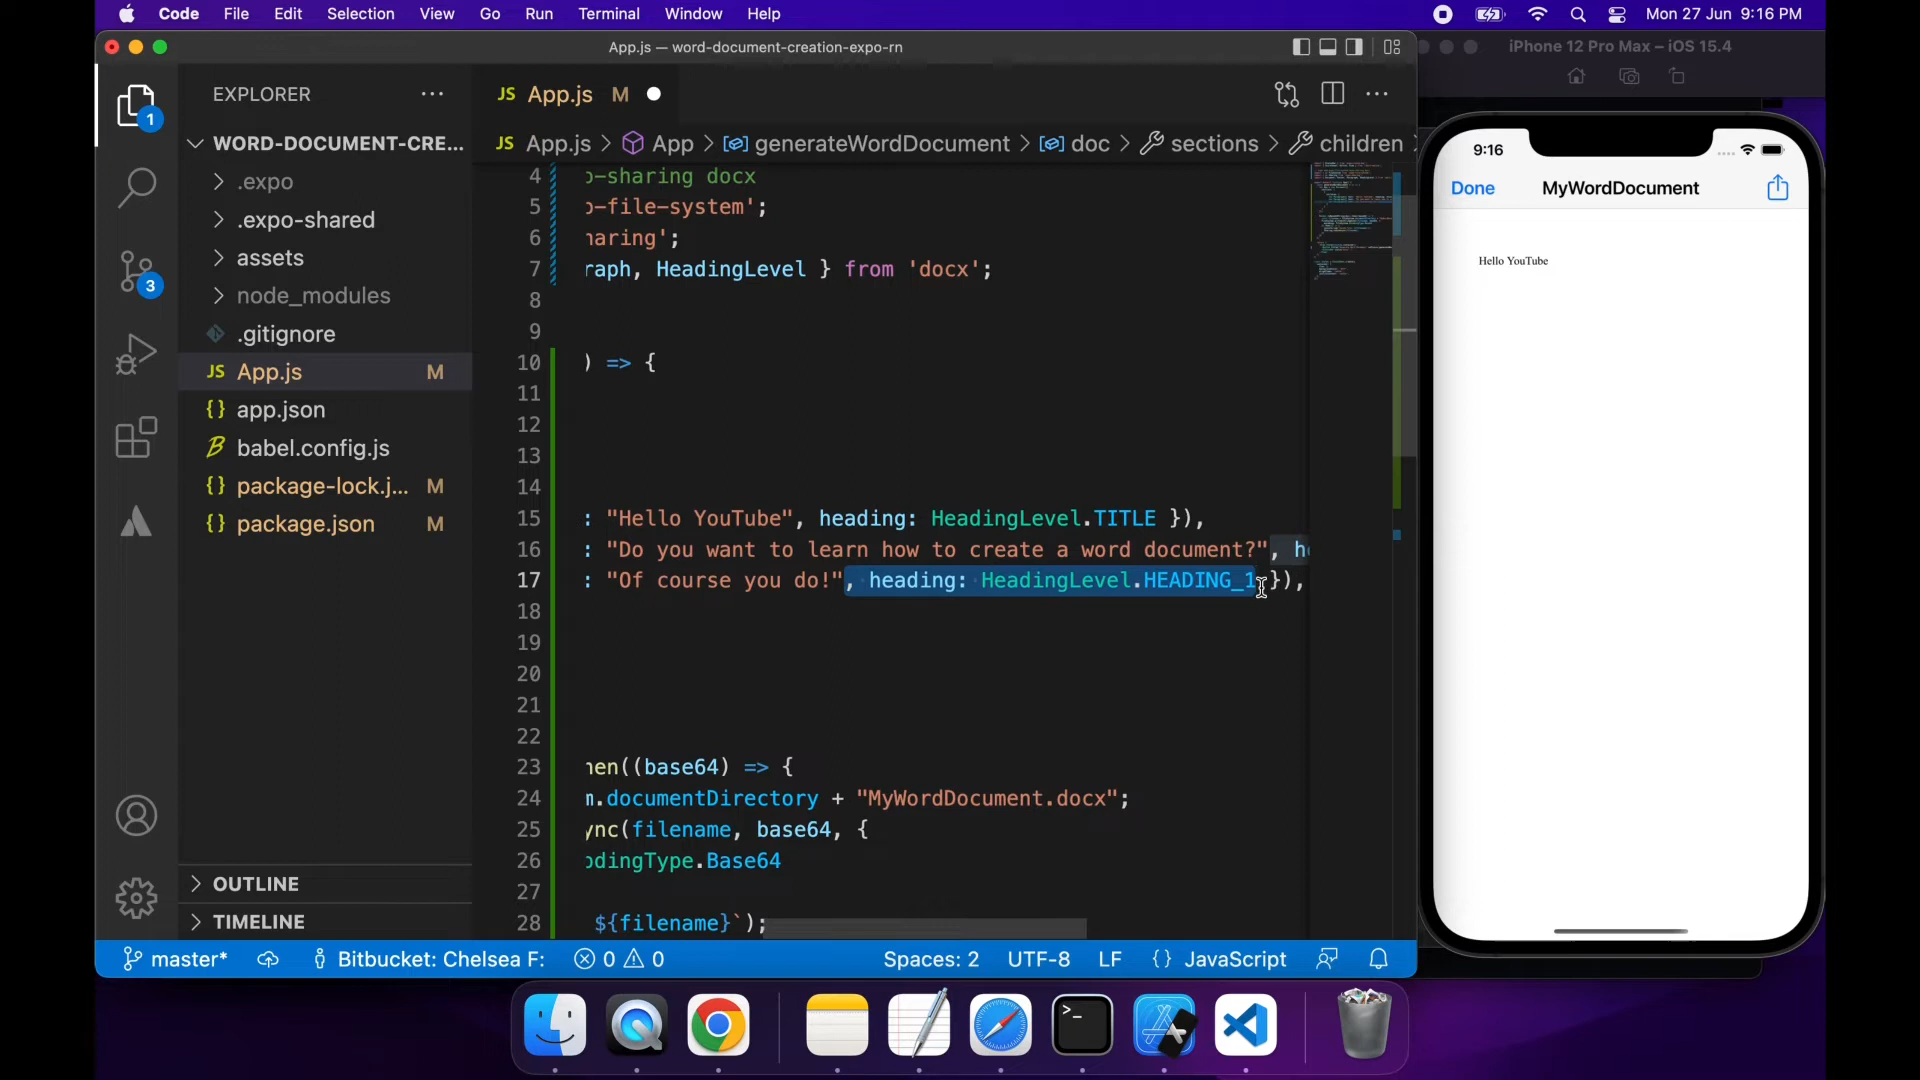 Code File Edit Selection View Go Run Terminal Window Help Mon 27 Jun 9:16 PM
App.js — word-document-creation-expo-rn
iPhone 12 Pro Max – iOS 15.4
EXPLORER
JS App.js M
WORD-DOCUMENT-CRE...
JS App.js > App > generateWordDocument > doc > sections > children
.expo
.expo-shared
assets
node_modules
.gitignore
JS App.js M
{} app.json
babel.config.js
{} package-lock.j... M
{} package.json M
1
3
OUTLINE
TIMELINE
4 o-sharing docx
5 o-file-system';
6 haring';
7 raph, HeadingLevel } from 'docx';
8
9
10 ) => {
11
12
13
14
15 : "Hello YouTube", heading: HeadingLevel.TITLE }),
16 : "Do you want to learn how to create a word document?", he
17 : "Of course you do!", heading: HeadingLevel.HEADING_1 }),
18
19
20
21
22
23 hen((base64) => {
24 m.documentDirectory + "MyWordDocument.docx";
25 ync(filename, base64, {
26 odingType.Base64
27
28 ${filename}`);
master* Bitbucket: Chelsea F: 0 0 Spaces: 2 UTF-8 LF {} JavaScript
9:16
Done MyWordDocument
Hello YouTube